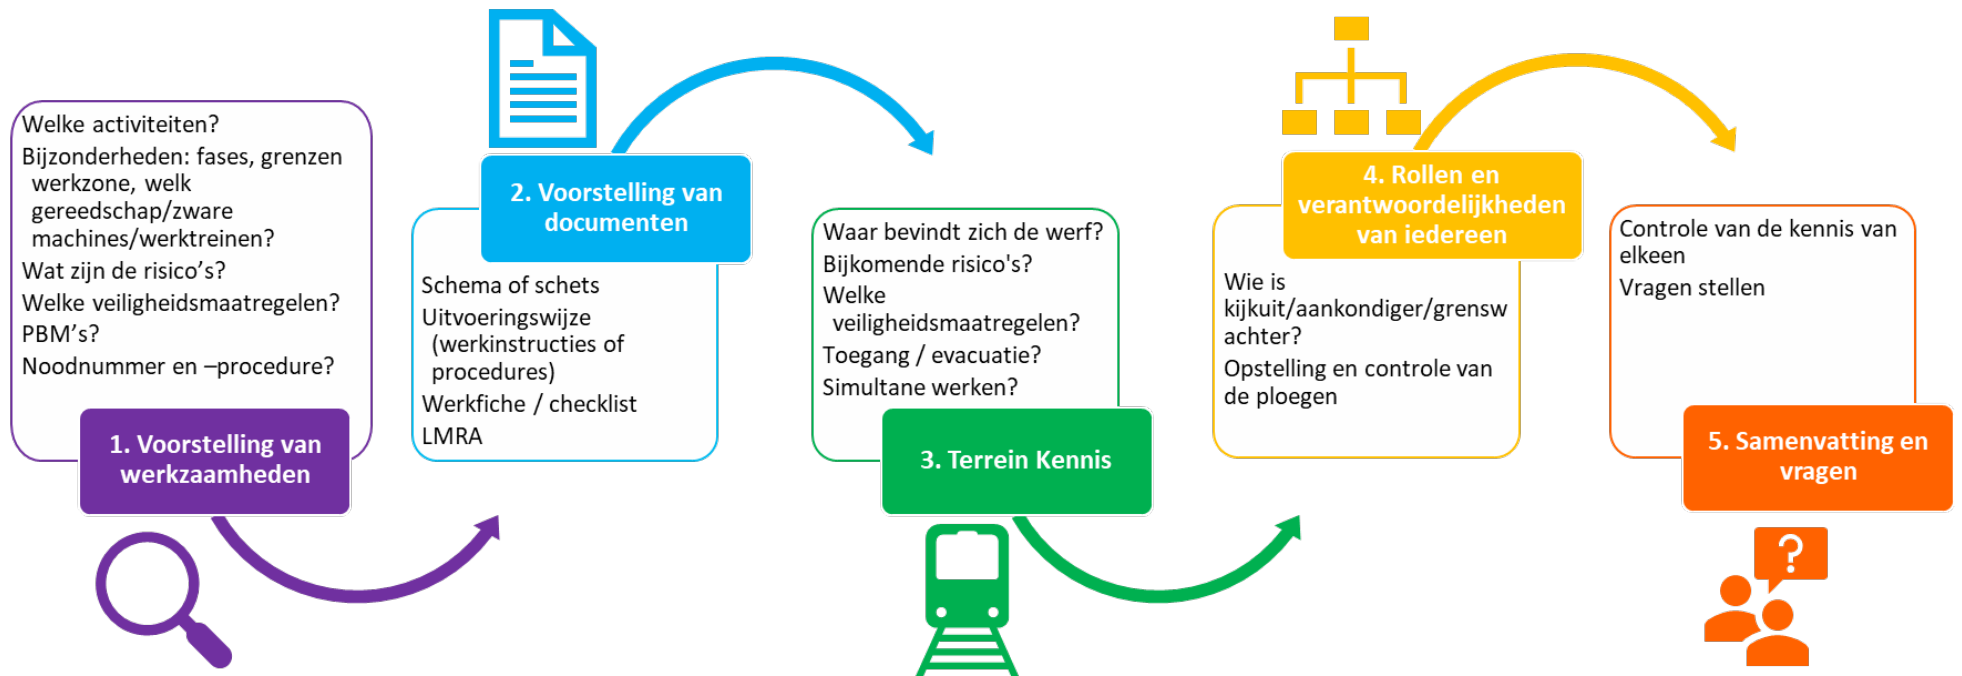 Welke activiteiten?
Bijzonderheden: fases, grenzen
werkzone, welk
gereedschap/zware
machines/werktreinen?
Wat zijn de risico’s?
Welke veiligheidsmaatregelen?
PBM’s?
Noodnummer en –procedure?
1. Voorstelling van
werkzaamheden
2. Voorstelling van
documenten
Schema of schets
Uitvoeringswijze
(werkinstructies of
procedures)
Werkfiche / checklist
LMRA
Waar bevindt zich de werf?
Bijkomende risico's?
Welke
veiligheidsmaatregelen?
Toegang / evacuatie?
Simultane werken?
3. Terrein Kennis
4. Rollen en
verantwoordelijkheden
van iedereen
Wie is
kijkuit/aankondiger/grensw
achter?
Opstelling en controle van
de ploegen
Controle van de kennis van
elkeen
Vragen stellen
5. Samenvatting en
vragen
?